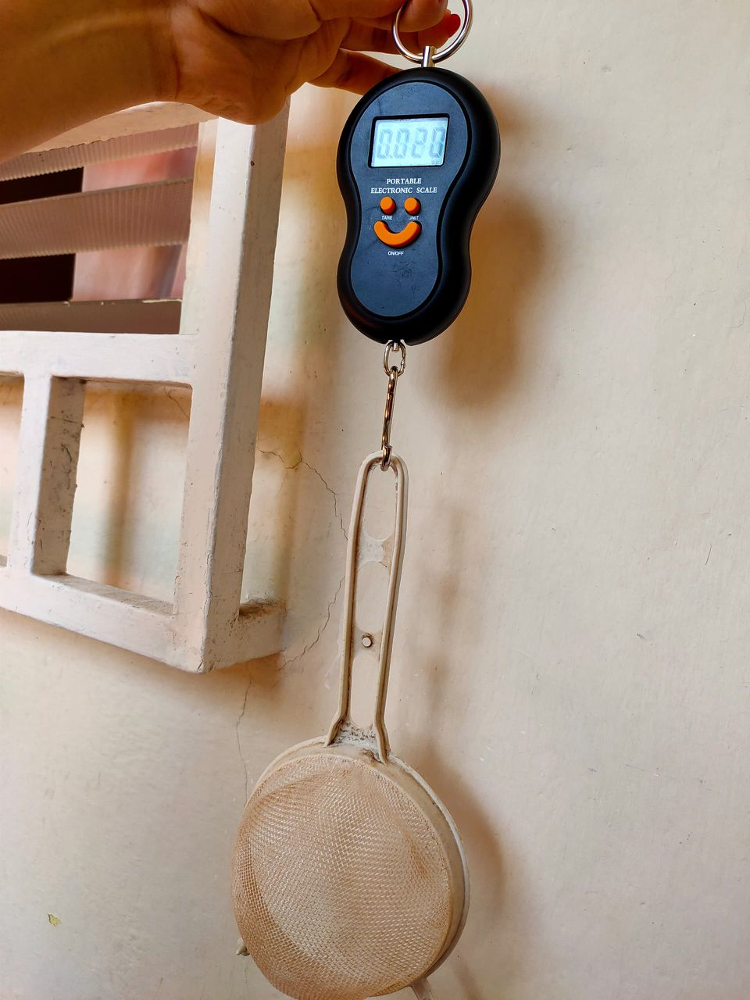 0.020
PORTABLE
ELECTRONIC SCALE
TARE UNIT
ON/OFF